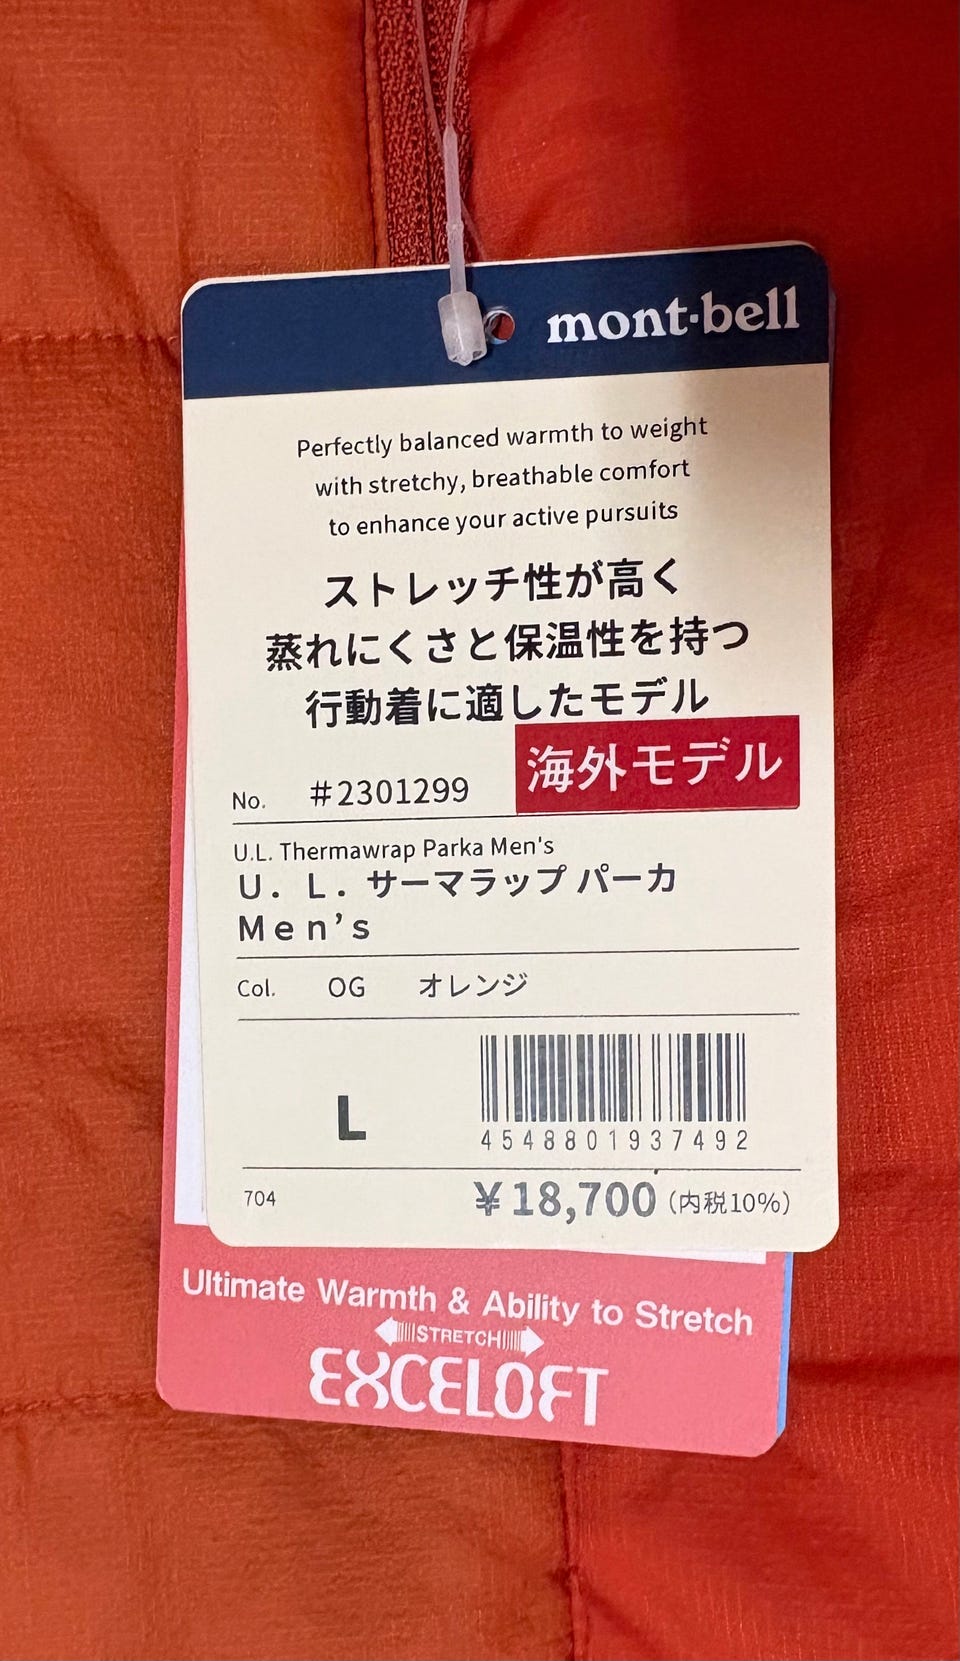 mont-bell
Perfectly balanced warmth to weight
with stretchy, breathable comfort
to enhance your active pursuits
ストレッチ性が高く
蒸れにくさと保温性を持つ
行動着に適したモデル
海外モデル
No. #2301299
U.L. Thermawrap Parka Men's
U. L. サーマラップ パーカ
Men's
Col. OG オレンジ
L
4548801937492
704 ¥18,700 (内税10%)
Ultimate Warmth & Ability to Stretch
STRETCH
EXCELOFT